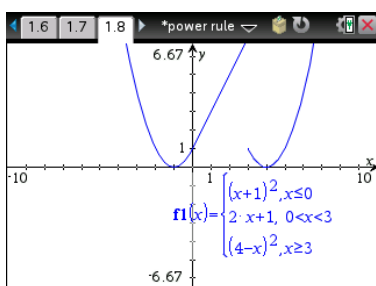 1.6 1.7 1.8 *power rule
6.67 y
1
x
-10 1 10
f1(x)={(x+1)²,x≤0
2·x+1, 0<x<3
(4-x)²,x≥3
-6.67